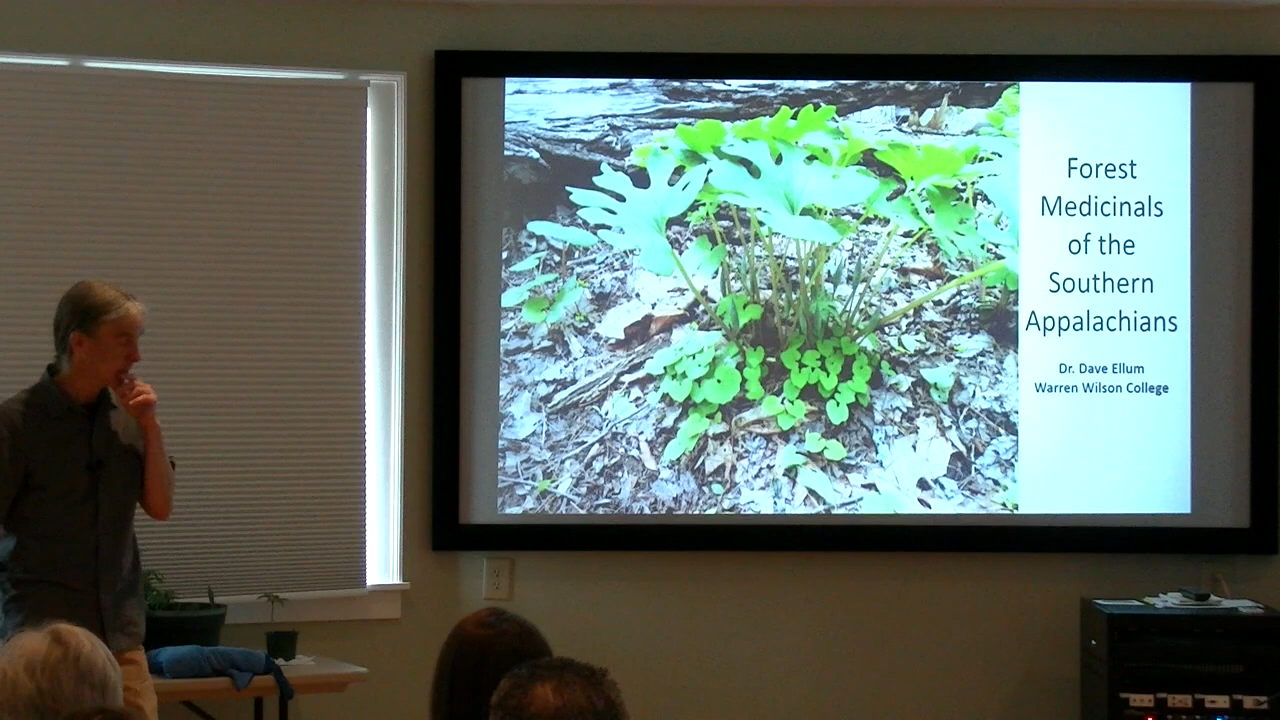 Forest
Medicinals
of the
Southern
Appalachians
Dr. Dave Ellum
Warren Wilson College